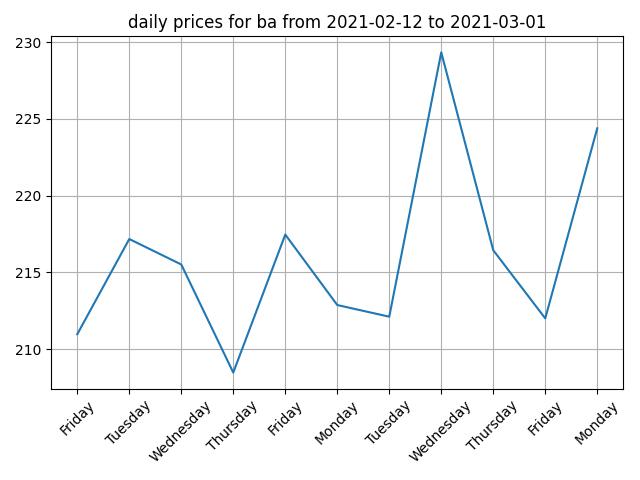 daily prices for ba from 2021-02-12 to 2021-03-01
230
225
220
215
210
Friday
Tuesday
Wednesday
Thursday
Friday
Monday
Tuesday
Wednesday
Thursday
Friday
Monday